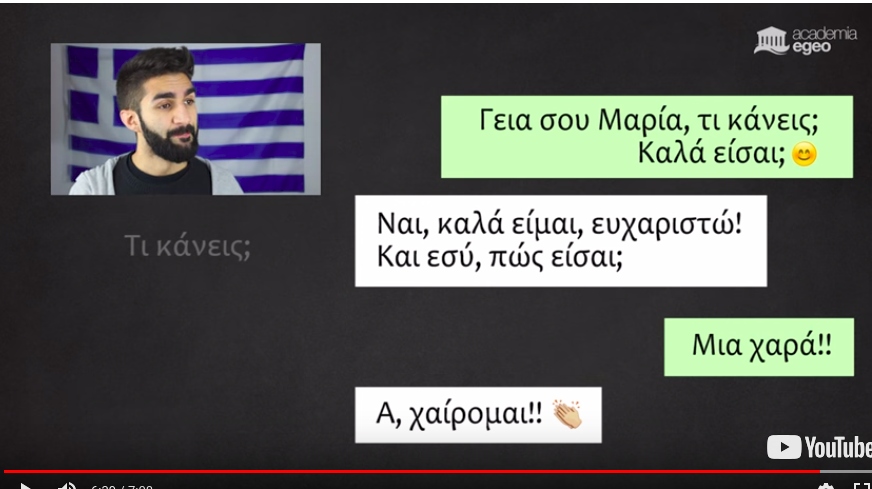 academia
egeo
Γεια σου Μαρία, τι κάνεις;
Καλά είσαι; 😊
Ναι, καλά είμαι, ευχαριστώ!
Και εσύ, πώς είσαι;
Τι κάνεις;
Μια χαρά!!
Α, χαίρομαι!! 👏
YouTube